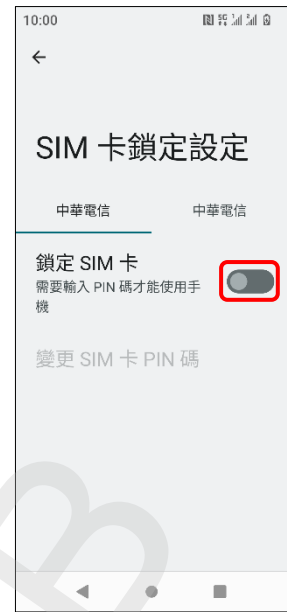 10:00
SIM 卡鎖定設定
中華電信 中華電信
鎖定 SIM 卡
需要輸入 PIN 碼才能使用手
機
變更 SIM 卡 PIN 碼